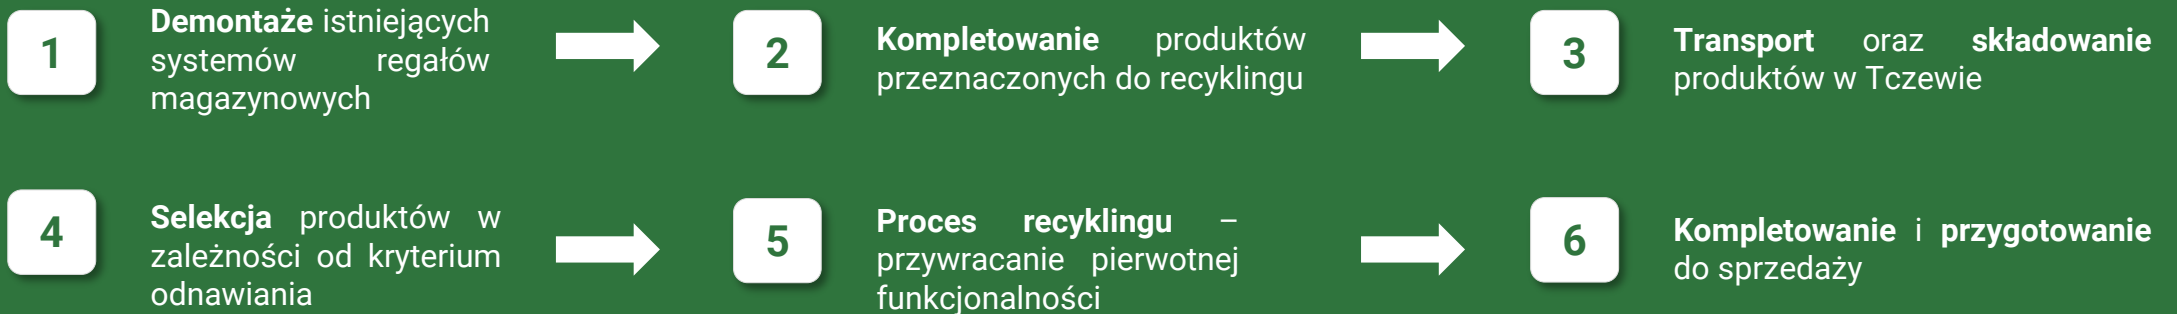 1
Demontaże istniejących
systemów regałów
magazynowych
2
Kompletowanie produktów
przeznaczonych do recyklingu
3
Transport oraz składowanie
produktów w Tczewie
4
Selekcja produktów w
zależności od kryterium
odnawiania
5
Proces recyklingu –
przywracanie pierwotnej
funkcjonalności
6
Kompletowanie i przygotowanie
do sprzedaży